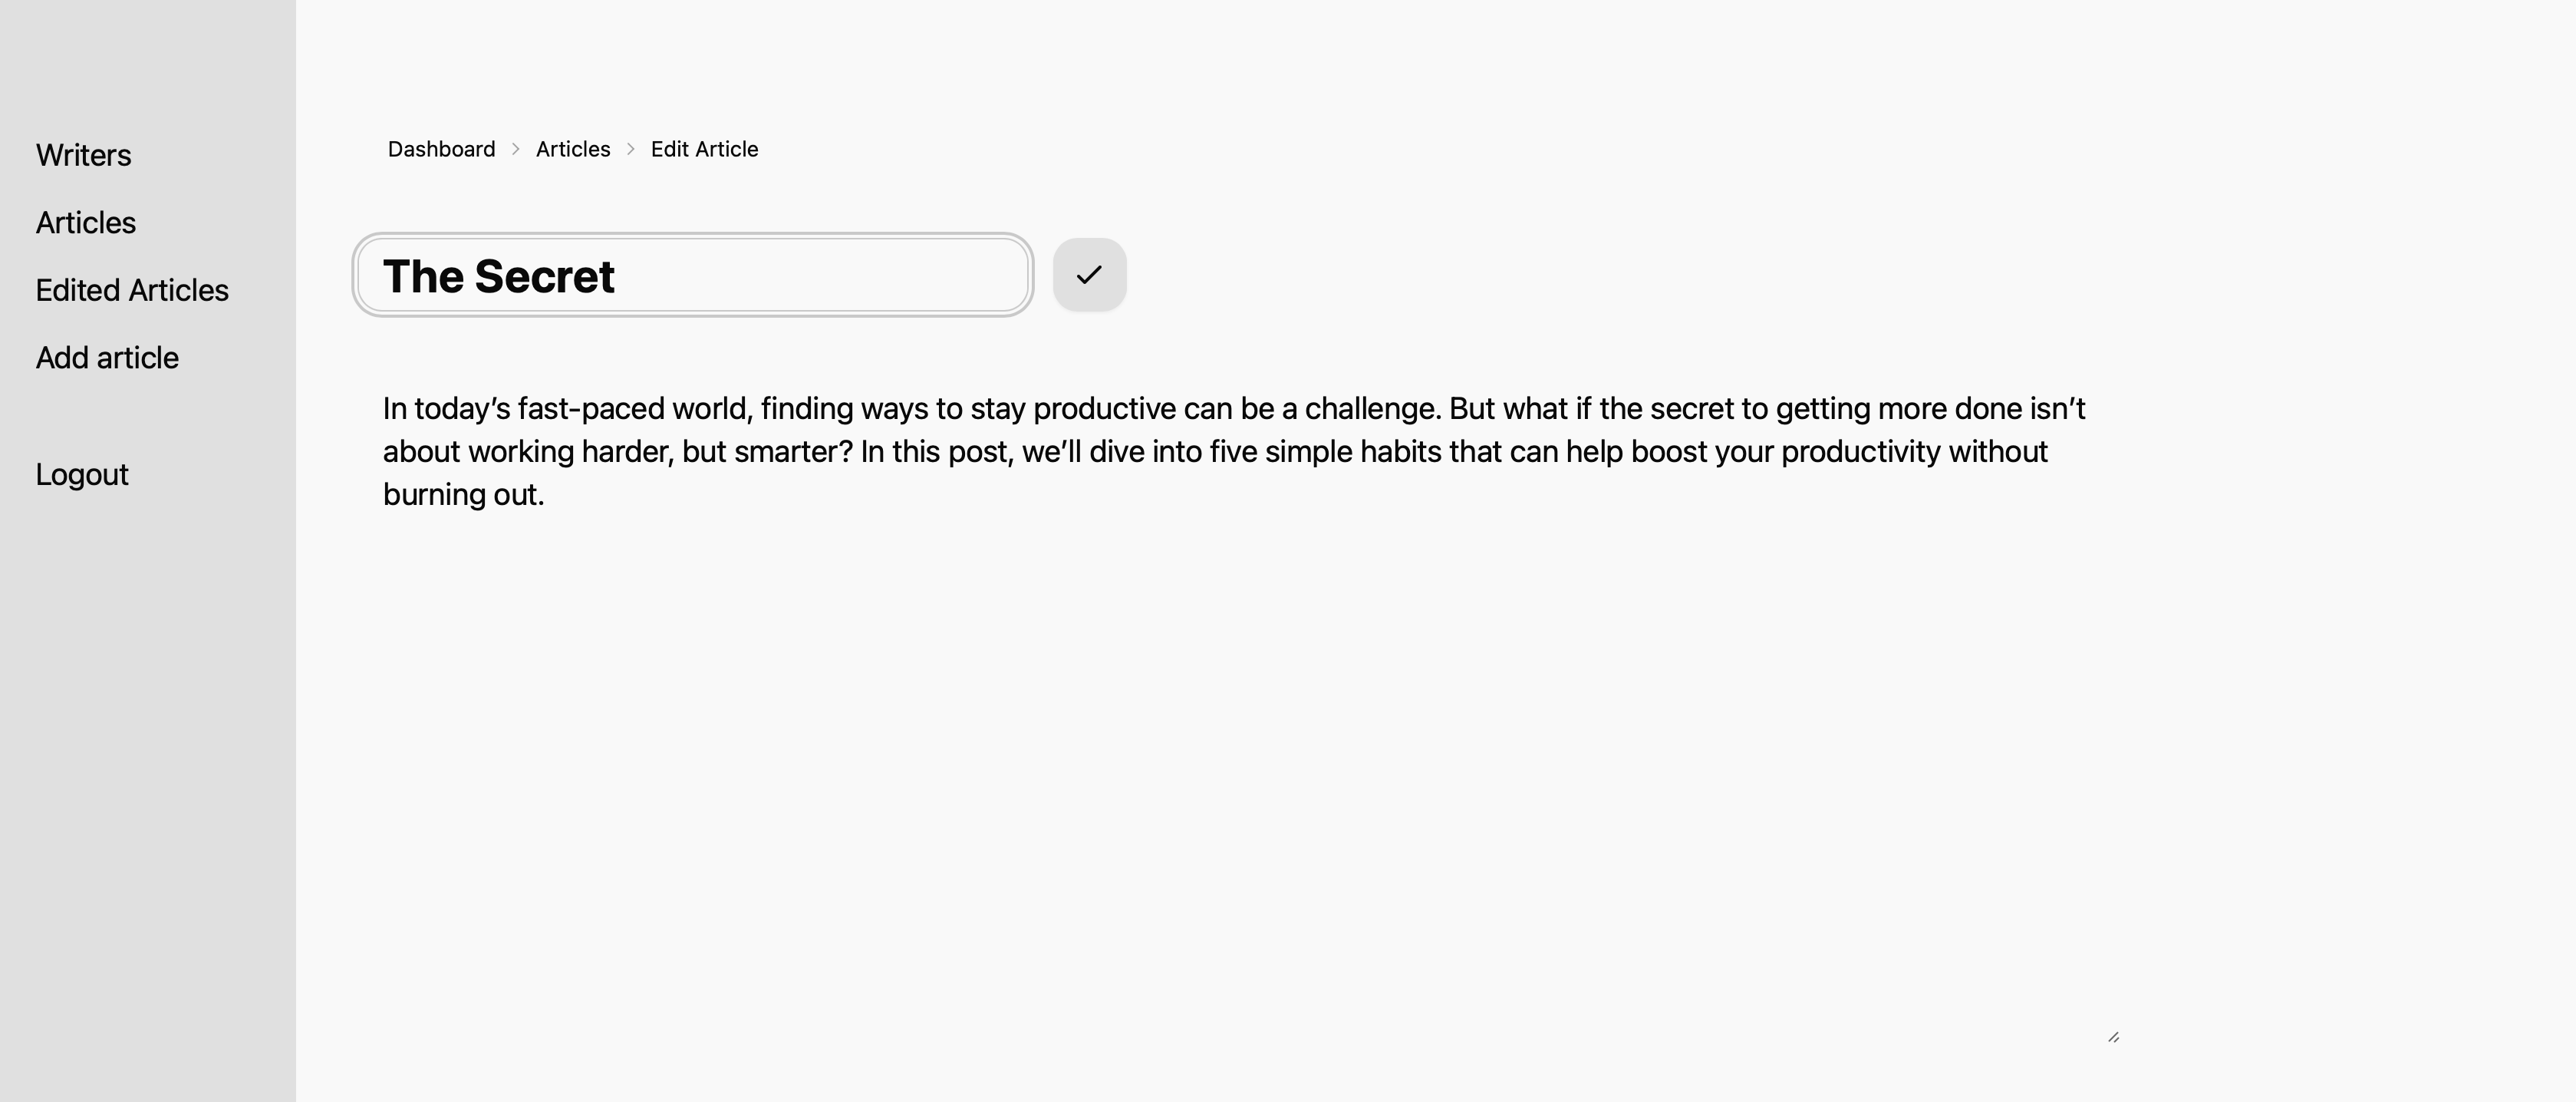 Writers
Articles
Edited Articles
Add article
Logout
Dashboard > Articles > Edit Article
The Secret
In today’s fast-paced world, finding ways to stay productive can be a challenge. But what if the secret to getting more done isn’t
about working harder, but smarter? In this post, we’ll dive into five simple habits that can help boost your productivity without
burning out.